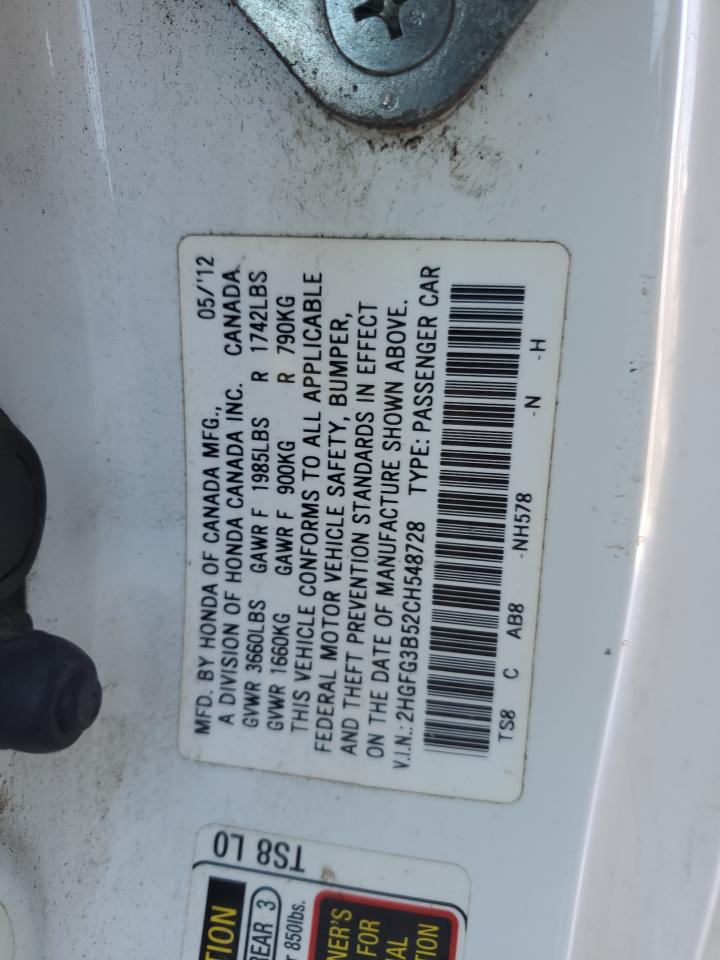 MFD. BY HONDA OF CANADA MFG., 05/'12
A DIVISION OF HONDA CANADA INC. CANADA
GVWR 3660LBS GAWR F 1985LBS R 1742LBS
GVWR 1660KG GAWR F 900KG R 790KG
THIS VEHICLE CONFORMS TO ALL APPLICABLE
FEDERAL MOTOR VEHICLE SAFETY, BUMPER,
AND THEFT PREVENTION STANDARDS IN EFFECT
ON THE DATE OF MANUFACTURE SHOWN ABOVE.
V.I.N.: 2HGFG3B52CH548728 TYPE: PASSENGER CAR
TS8 C AB8 -NH578 -N -H
TS8 L0
REAR 3
850lbs.
FOR